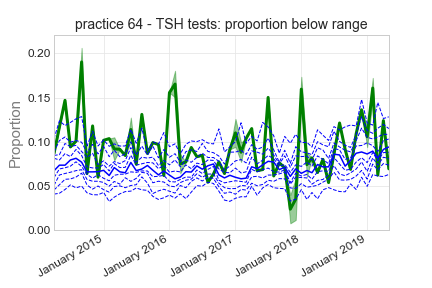 practice 64 - TSH tests: proportion below range
Proportion
0.20
0.15
0.10
0.05
0.00
January 2015
January 2016
January 2017
January 2018
January 2019